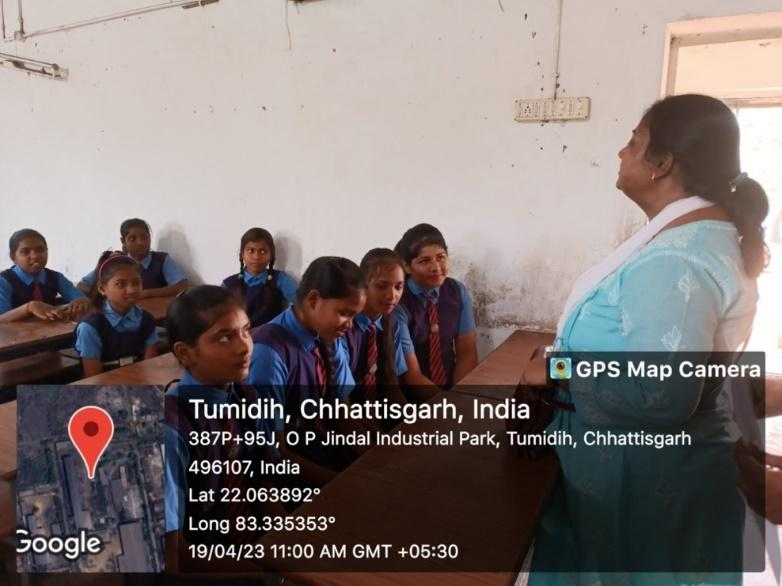 GPS Map Camera
Tumidih, Chhattisgarh, India
387P+95J, O P Jindal Industrial Park, Tumidih, Chhattisgarh
496107, India
Lat 22.063892°
Long 83.335353°
19/04/23 11:00 AM GMT +05:30
Google